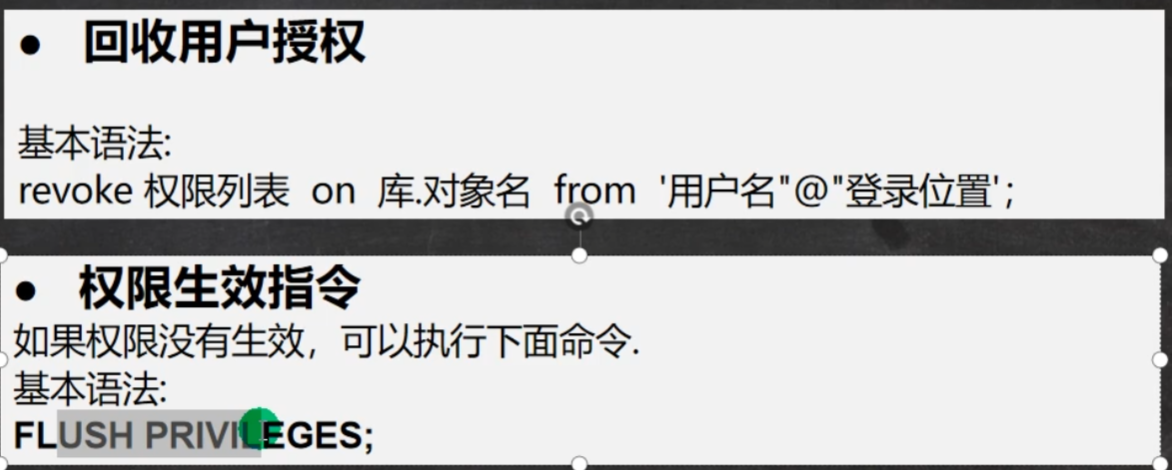 ● 回收用户授权
基本语法:
revoke 权限列表 on 库.对象名 from '用户名"@"登录位置';
● 权限生效指令
如果权限没有生效，可以执行下面命令.
基本语法:
FLUSH PRIVILEGES;